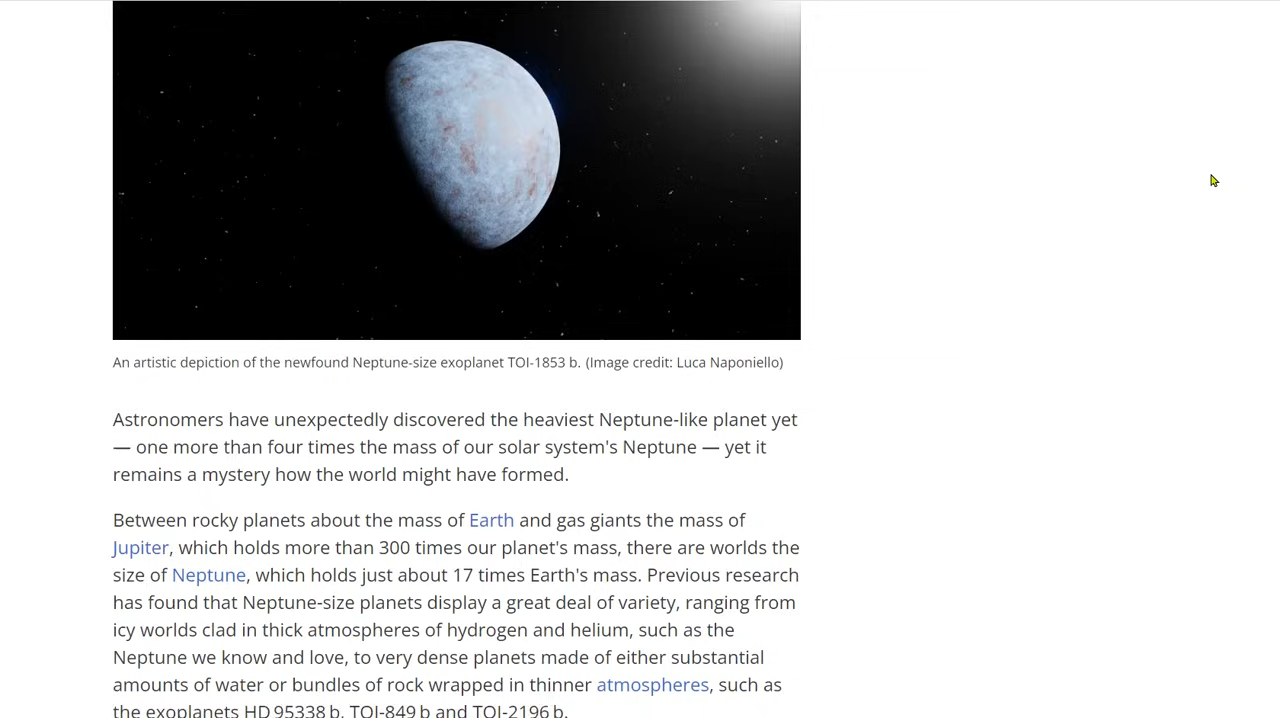 An artistic depiction of the newfound Neptune-size exoplanet TOI-1853 b. (Image credit: Luca Naponiello)
Astronomers have unexpectedly discovered the heaviest Neptune-like planet yet
— one more than four times the mass of our solar system's Neptune — yet it
remains a mystery how the world might have formed.
Between rocky planets about the mass of Earth and gas giants the mass of
Jupiter, which holds more than 300 times our planet's mass, there are worlds the
size of Neptune, which holds just about 17 times Earth's mass. Previous research
has found that Neptune-size planets display a great deal of variety, ranging from
icy worlds clad in thick atmospheres of hydrogen and helium, such as the
Neptune we know and love, to very dense planets made of either substantial
amounts of water or bundles of rock wrapped in thinner atmospheres, such as
the exoplanets HD 95338 b, TOI-849 b and TOI-2196 b.